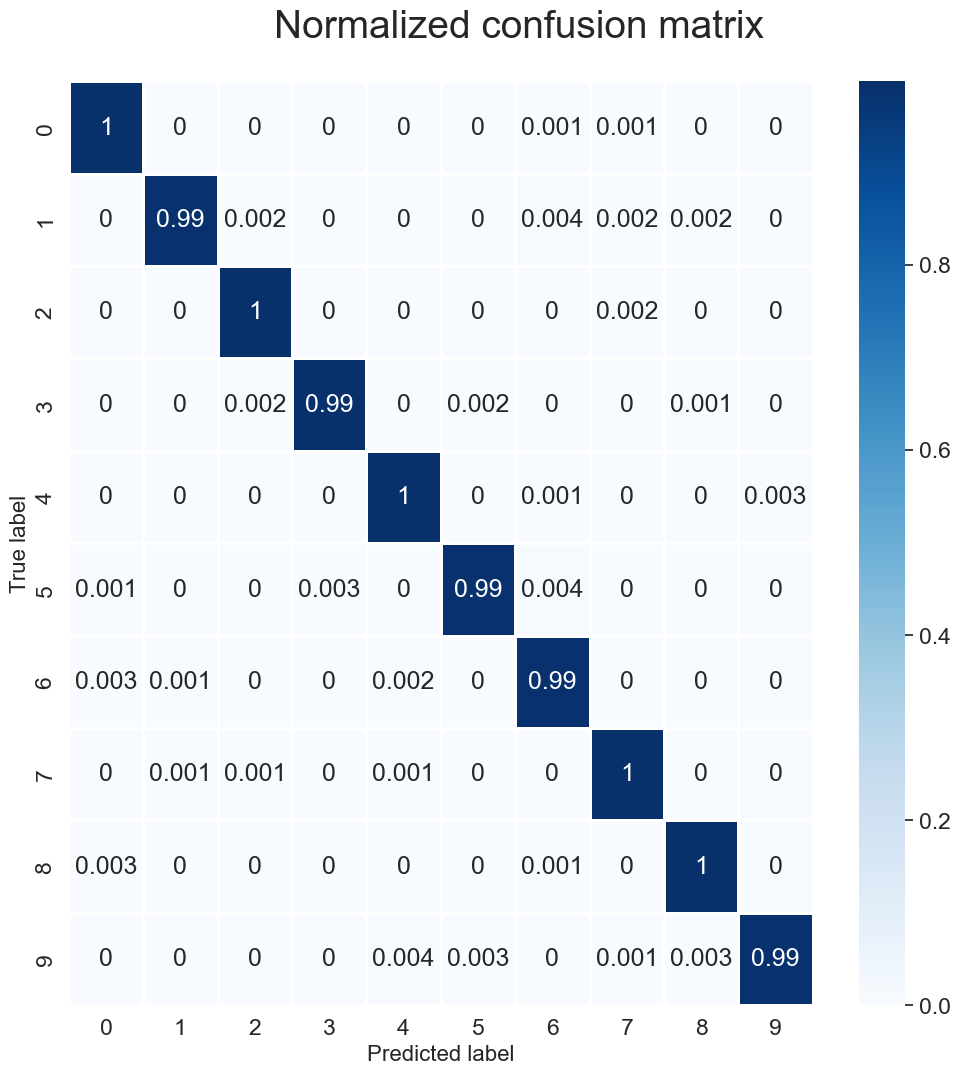 Normalized confusion matrix
0 1 0 0 0 0 0 0.001 0.001 0 0
1 0 0.99 0.002 0 0 0 0.004 0.002 0.002 0
2 0 0 1 0 0 0 0 0.002 0 0
3 0 0 0.002 0.99 0 0.002 0 0 0.001 0
4 0 0 0 0 1 0 0.001 0 0 0.003
5 0.001 0 0 0.003 0 0.99 0.004 0 0 0
6 0.003 0.001 0 0 0.002 0 0.99 0 0 0
7 0 0.001 0.001 0 0.001 0 0 1 0 0
8 0.003 0 0 0 0 0 0.001 0 1 0
9 0 0 0 0 0.004 0.003 0 0.001 0.003 0.99
0 1 2 3 4 5 6 7 8 9
Predicted label
True label
0.8
0.6
0.4
0.2
0.0